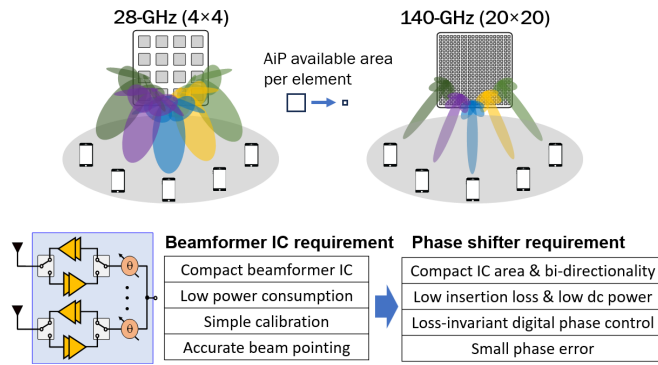 28-GHz (4×4)
140-GHz (20×20)
AiP available area
per element
θ
θ
Beamformer IC requirement
Compact beamformer IC
Low power consumption
Simple calibration
Accurate beam pointing
Phase shifter requirement
Compact IC area & bi-directionality
Low insertion loss & low dc power
Loss-invariant digital phase control
Small phase error